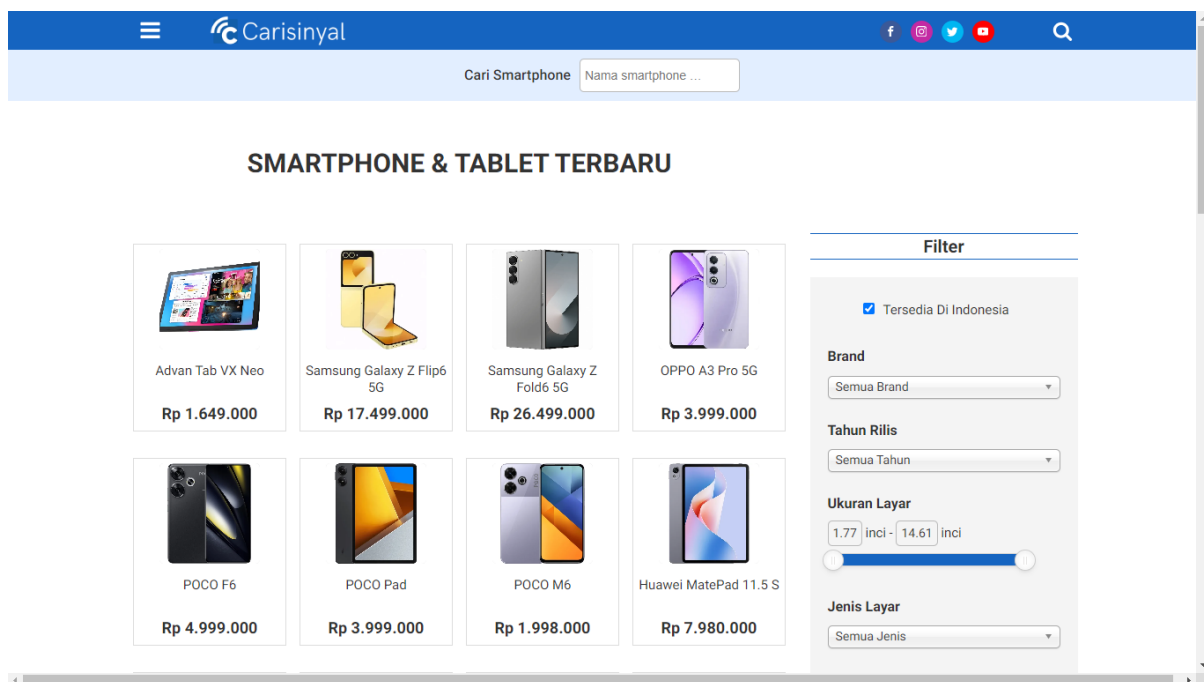 Carisinyal
Cari Smartphone Nama smartphone ...
SMARTPHONE & TABLET TERBARU
Advan Tab VX Neo
Rp 1.649.000
Samsung Galaxy Z Flip6
5G
Rp 17.499.000
Samsung Galaxy Z
Fold6 5G
Rp 26.499.000
OPPO A3 Pro 5G
Rp 3.999.000
POCO F6
Rp 4.999.000
POCO Pad
Rp 3.999.000
POCO M6
Rp 1.998.000
Huawei MatePad 11.5 S
Rp 7.980.000
Filter
Tersedia Di Indonesia
Brand
Semua Brand
Tahun Rilis
Semua Tahun
Ukuran Layar
1.77 inci - 14.61 inci
Jenis Layar
Semua Jenis